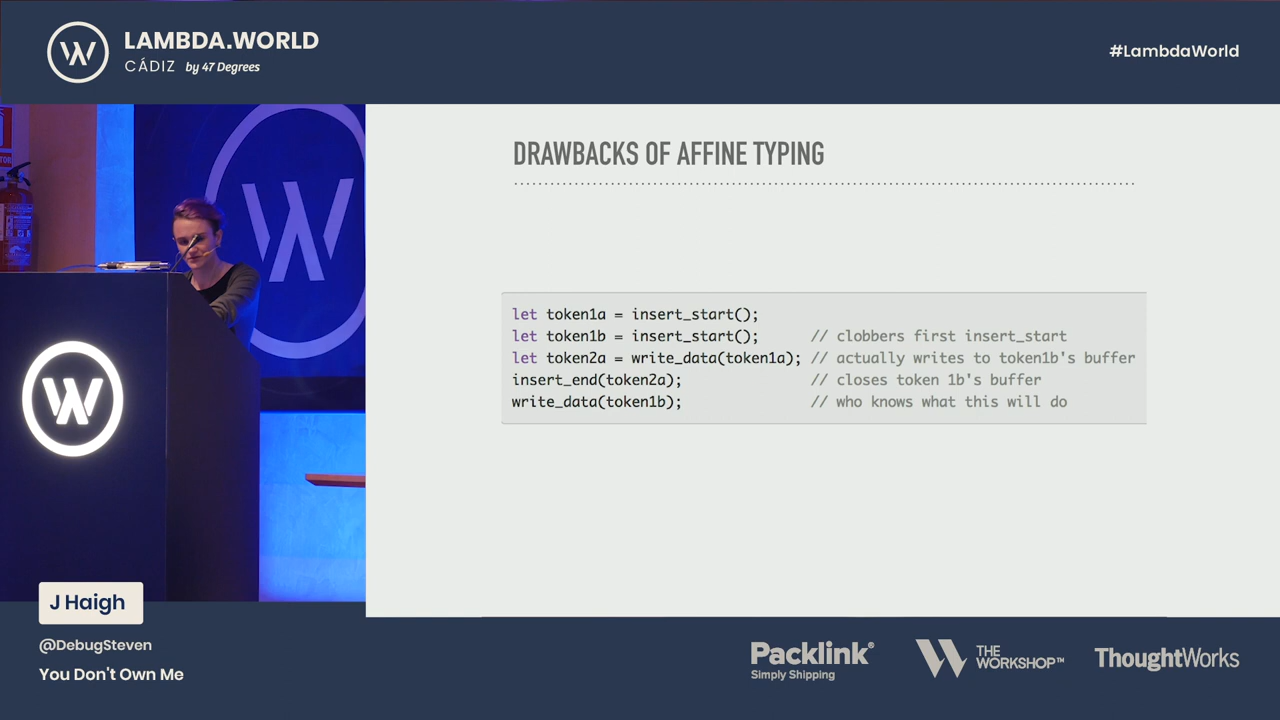 LAMBDA.WORLD
CÁDIZ by 47 Degrees
#LambdaWorld
DRAWBACKS OF AFFINE TYPING
let token1a = insert_start();
let token1b = insert_start(); // clobbers first insert_start
let token2a = write_data(token1a); // actually writes to token1b's buffer
insert_end(token2a); // closes token 1b's buffer
write_data(token1b); // who knows what this will do
J Haigh
@DebugSteven
You Don't Own Me
Packlink®
Simply Shipping
THE
WORKSHOP™
ThoughtWorks